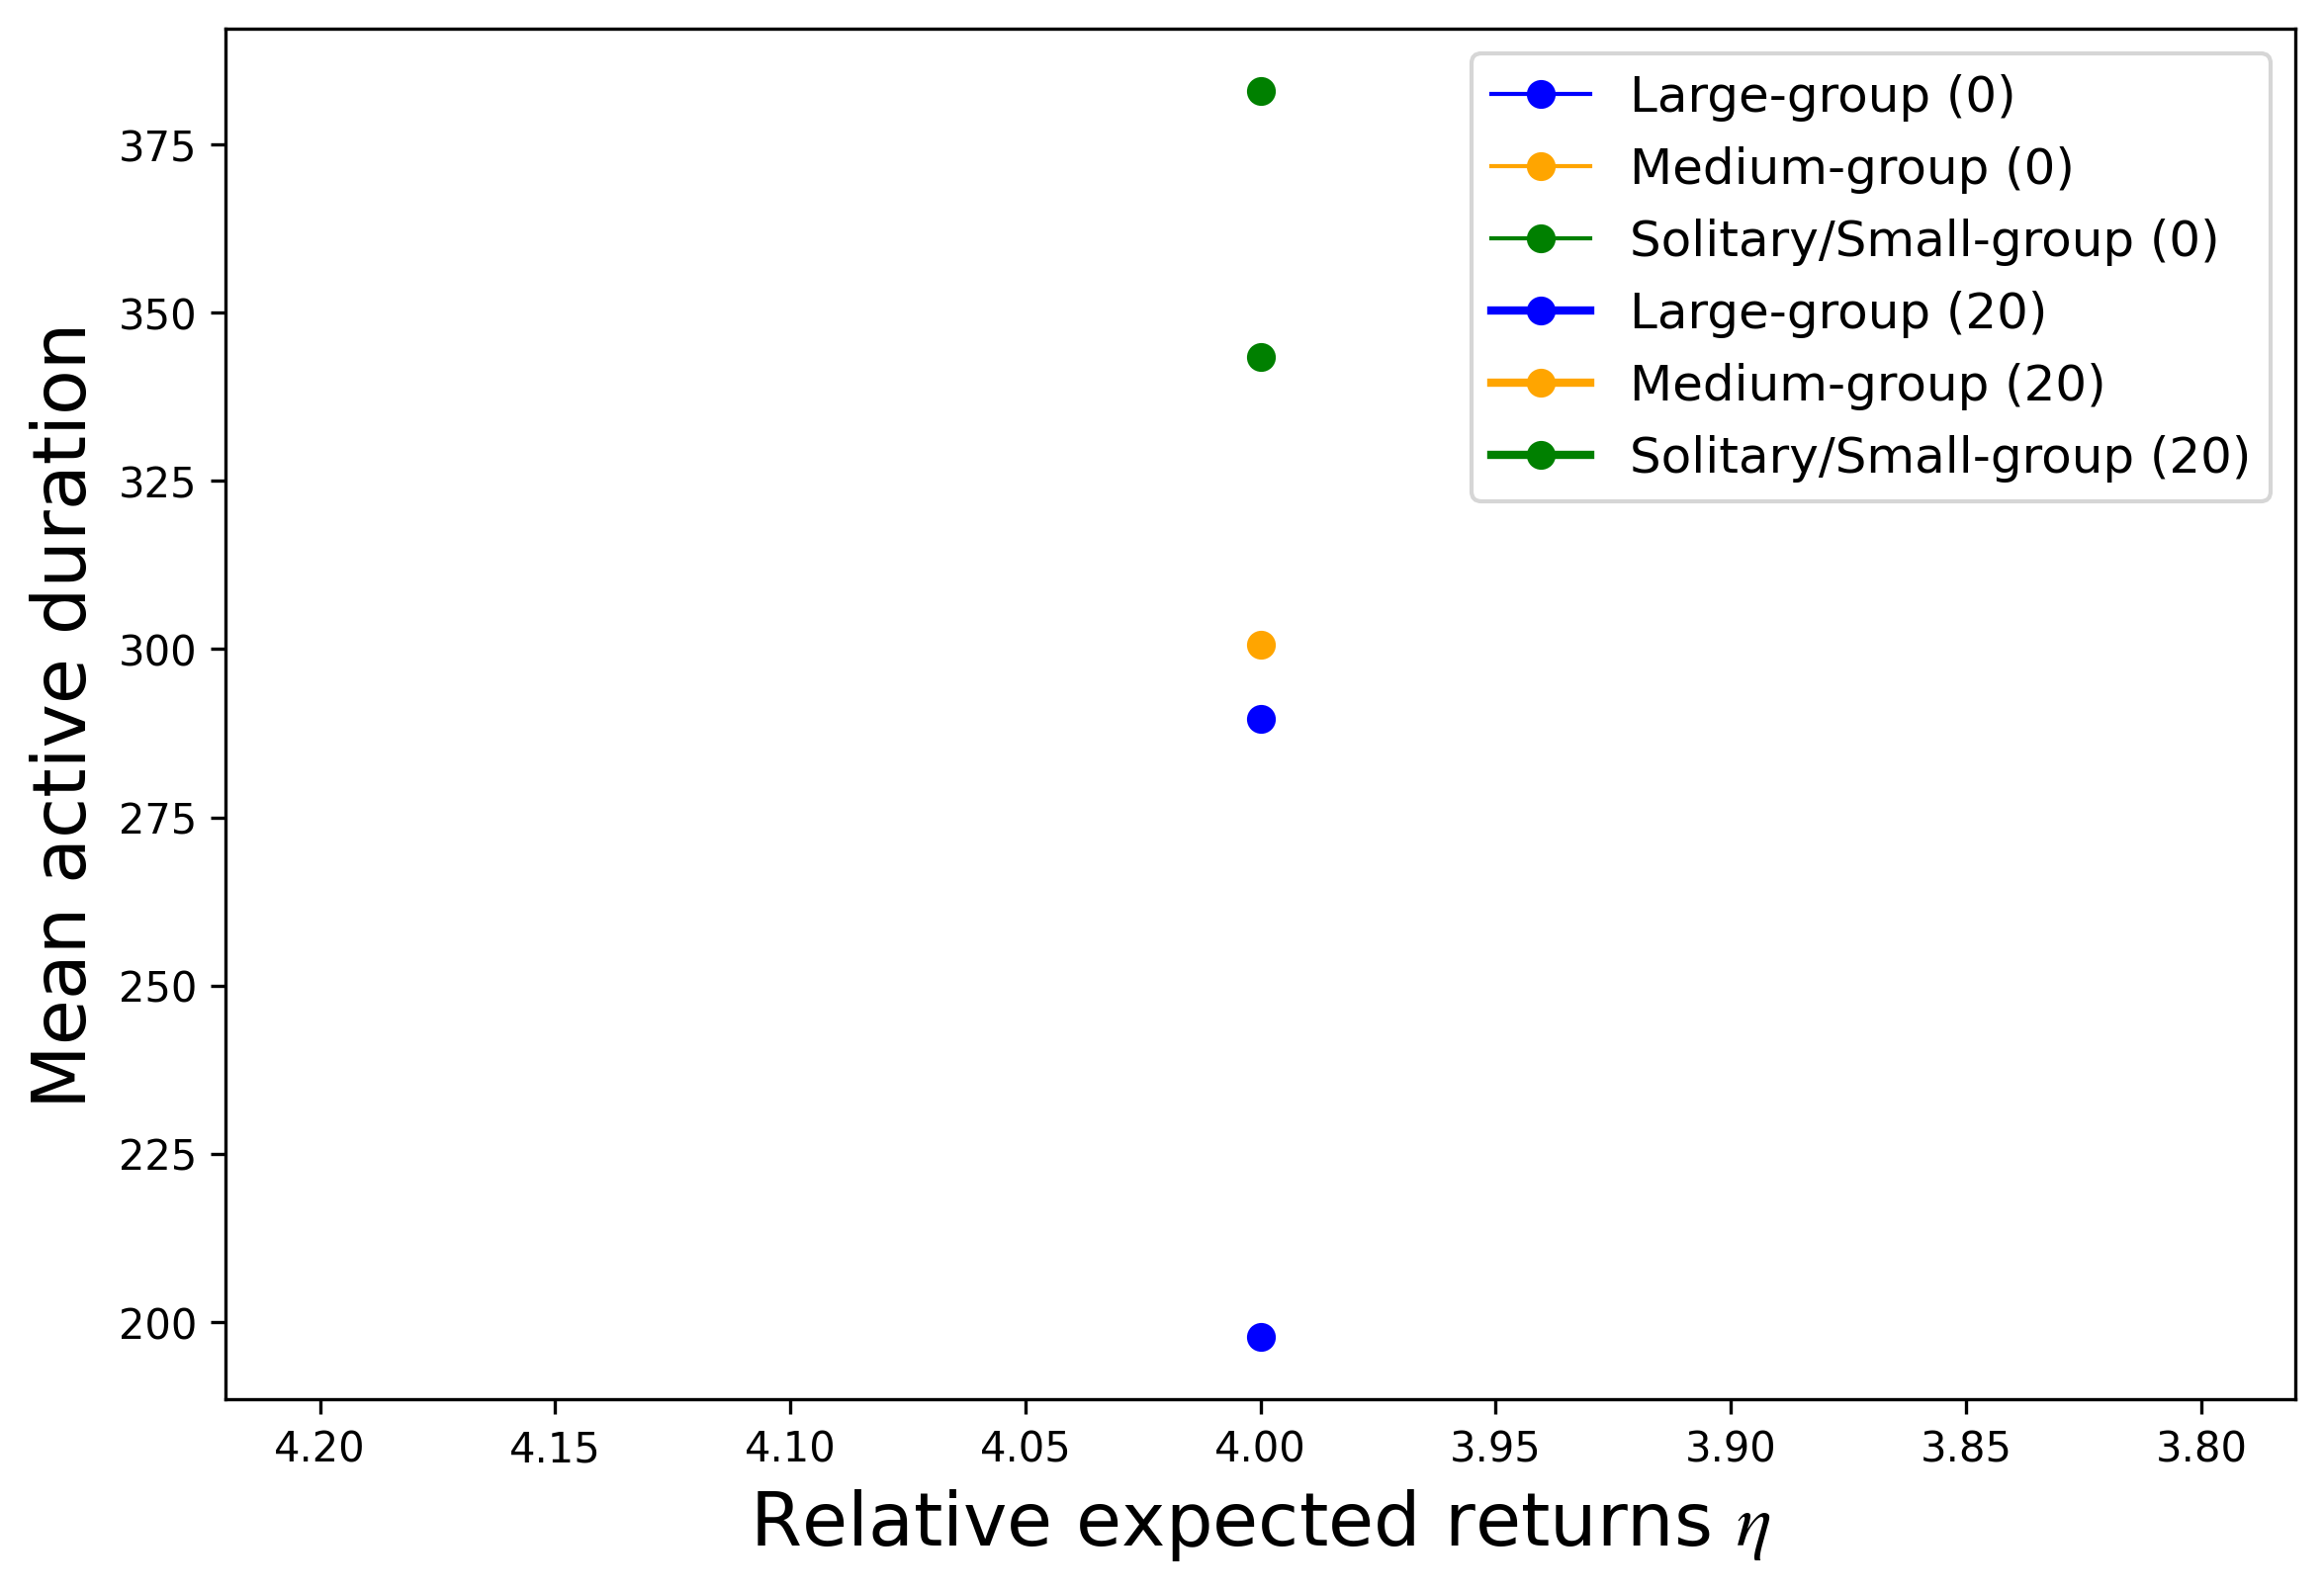 Large-group (0)
Medium-group (0)
Solitary/Small-group (0)
Large-group (20)
Medium-group (20)
Solitary/Small-group (20)
Mean active duration
375
350
325
300
275
250
225
200
4.20 4.15 4.10 4.05 4.00 3.95 3.90 3.85 3.80
Relative expected returns η